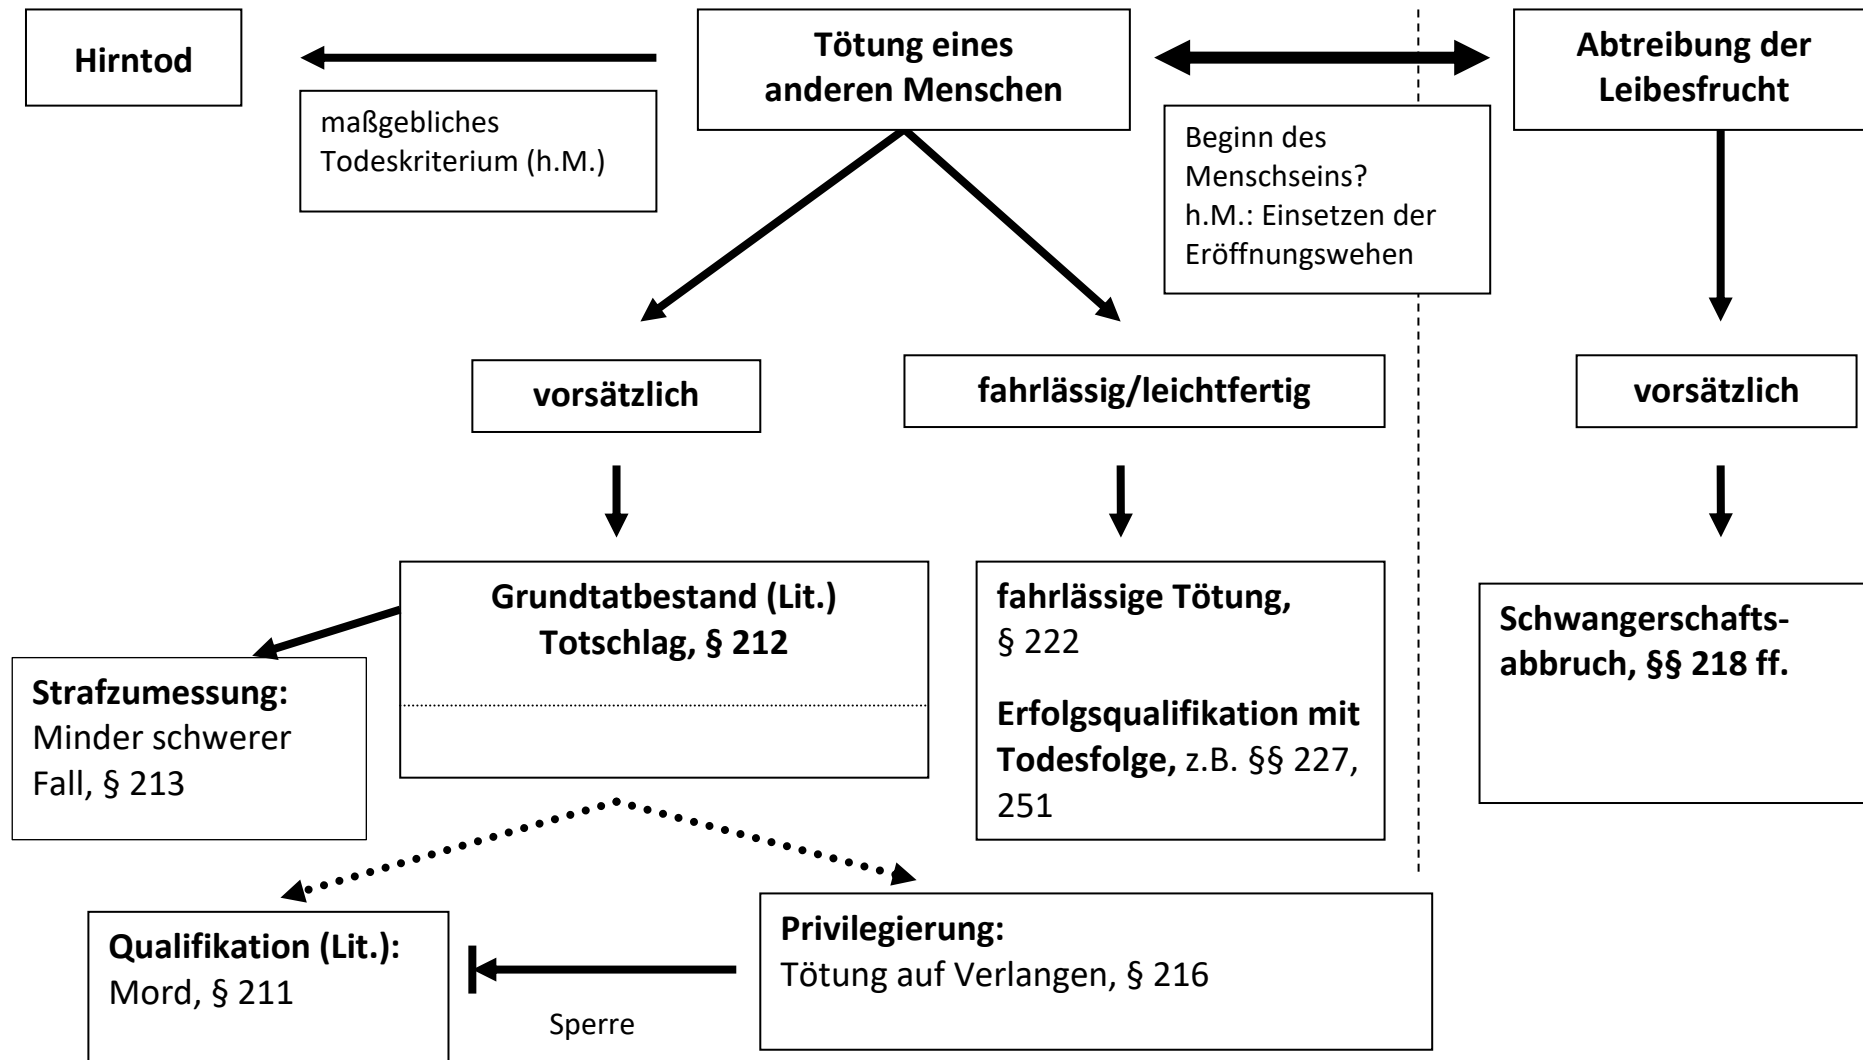 Hirntod
Tötung eines
anderen Menschen
Abtreibung der
Leibesfrucht
maßgebliches
Todeskriterium (h.M.)
Beginn des
Menschseins?
h.M.: Einsetzen der
Eröffnungswehen
vorsätzlich
fahrlässig/leichtfertig
vorsätzlich
Grundtatbestand (Lit.)
Totschlag, § 212
fahrlässige Tötung,
§ 222
Erfolgsqualifikation mit
Todesfolge, z.B. §§ 227,
251
Schwangerschafts-
abbruch, §§ 218 ff.
Strafzumessung:
Minder schwerer
Fall, § 213
Qualifikation (Lit.):
Mord, § 211
Sperre
Privilegierung:
Tötung auf Verlangen, § 216